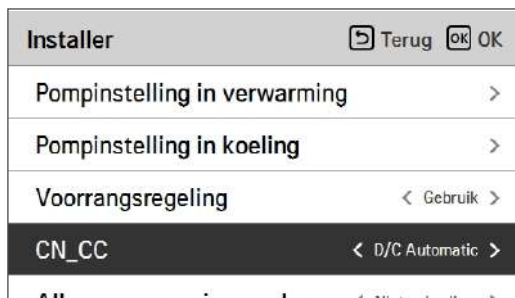 Installer Terug OK OK
Pompinstelling in verwarming >
Pompinstelling in koeling >
Voorrangsregeling < Gebruik >
CN_CC < D/C Automatic >